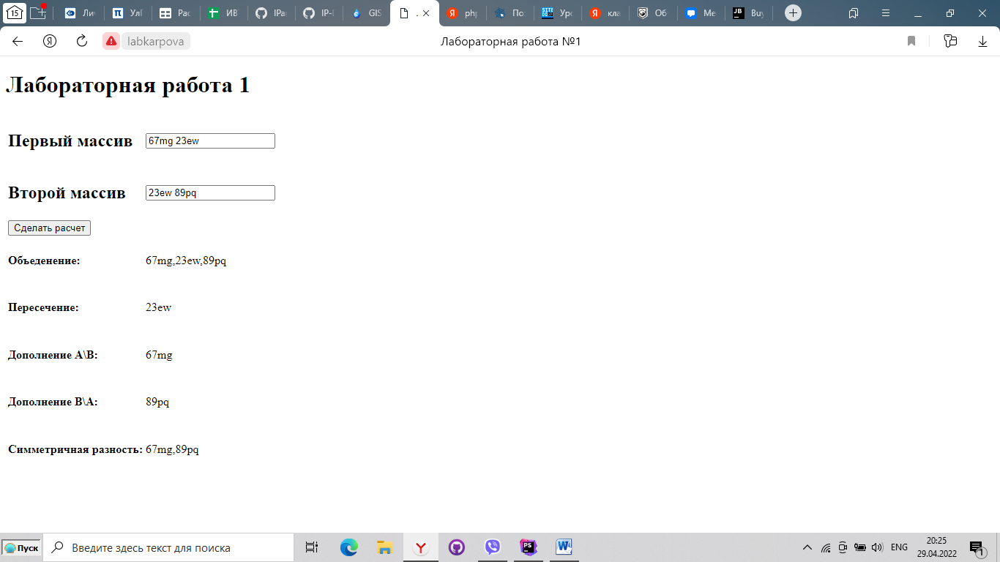 15 Ли Ул Рас ИВ IPa IP-I GIS php По: Уро кла Об Ме Buy
labkarpova Лабораторная работа №1
Лабораторная работа 1
Первый массив 67mg 23ew
Второй массив 23ew 89pq
Сделать расчет
Объеденение: 67mg,23ew,89pq
Пересечение: 23ew
Дополнение A\B: 67mg
Дополнение B\A: 89pq
Симметричная разность: 67mg,89pq
Пуск Введите здесь текст для поиска ENG 20:25
29.04.2022 1